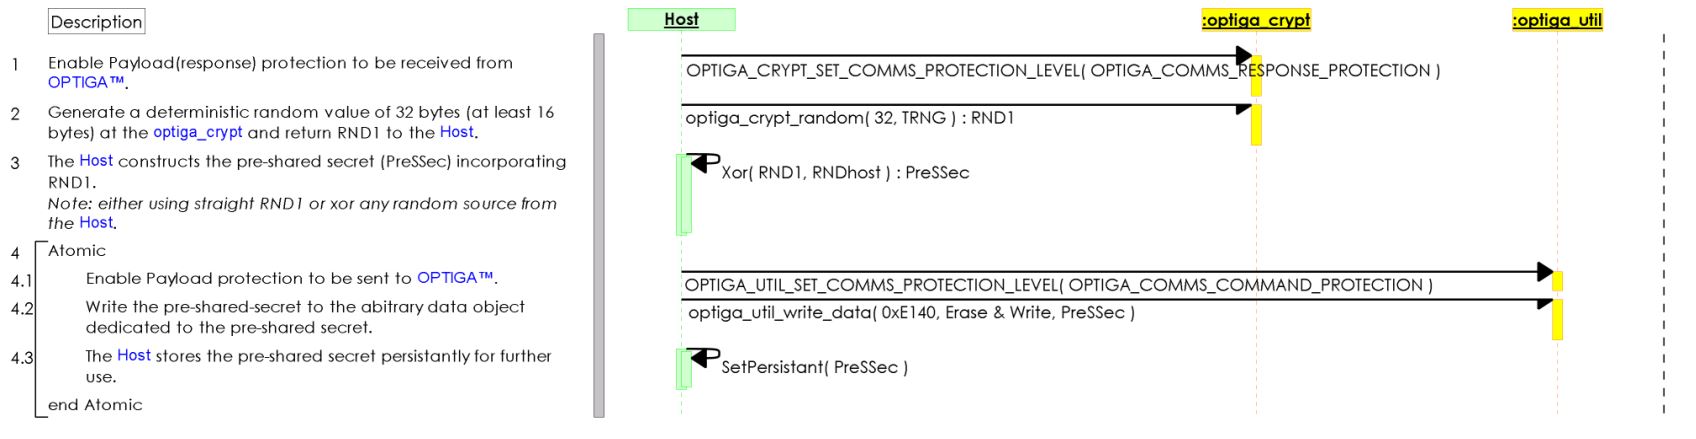 Description
Host
:optiga_crypt
:optiga_util
1 Enable Payload(response) protection to be received from
OPTIGA™.
OPTIGA_CRYPT_SET_COMMS_PROTECTION_LEVEL( OPTIGA_COMMS_RESPONSE_PROTECTION )
2 Generate a deterministic random value of 32 bytes (at least 16
bytes) at the optiga_crypt and return RND1 to the Host.
optiga_crypt_random( 32, TRNG ) : RND1
3 The Host constructs the pre-shared secret (PreSSec) incorporating
RND1.
Note: either using straight RND1 or xor any random source from
the Host.
Xor( RND1, RNDhost ) : PreSSec
4 Atomic
4.1 Enable Payload protection to be sent to OPTIGA™.
OPTIGA_UTIL_SET_COMMS_PROTECTION_LEVEL( OPTIGA_COMMS_COMMAND_PROTECTION )
4.2 Write the pre-shared-secret to the abitrary data object
dedicated to the pre-shared secret.
optiga_util_write_data( 0xE140, Erase & Write, PreSSec )
4.3 The Host stores the pre-shared secret persistantly for further
use.
SetPersistant( PreSSec )
end Atomic